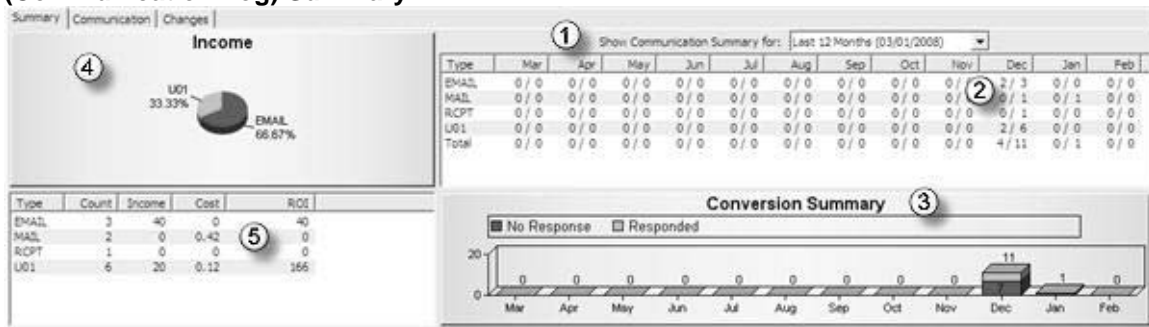 (Communication Log) Summary
Summary Communication Changes
Income
4
U01
33.33%
EMAIL
66.67%
1 Show Communication Summary for: Last 12 Months (03/01/2008)
Type Mar Apr May Jun Jul Aug Sep Oct Nov Dec Jan Feb
EMAIL 0/ 0 0/ 0 0/ 0 0/ 0 0/ 0 0/ 0 0/ 0 0/ 0 0/ 2/ 3 0/ 0 0/ 0
MAIL 0/ 0 0/ 0 0/ 0 0/ 0 0/ 0 0/ 0 0/ 0 0/ 0 0/ 2 / 1 0/ 1 0/ 0
RCPT 0/ 0 0/ 0 0/ 0 0/ 0 0/ 0 0/ 0 0/ 0 0/ 0 0/ / 1 0/ 0 0/ 0
U01 0/ 0 0/ 0 0/ 0 0/ 0 0/ 0 0/ 0 0/ 0 0/ 0 0/ 0 2/ 6 0/ 0 0/ 0
Total 0/ 0 0/ 0 0/ 0 0/ 0 0/ 0 0/ 0 0/ 0 0/ 0 0/ 0 4/ 11 0/ 1 0/ 0
Type Count Income Cost ROI
EMAIL 3 40 0 40
MAIL 2 0 0.42 5 0
RCPT 1 0 0 0
U01 6 20 0.12 166
Conversion Summary 3
No Response Responded
20
0
0 0 0 0 0 0 0 0 0 11 7 1 0
Mar Apr May Jun Jul Aug Sep Oct Nov Dec Jan Feb